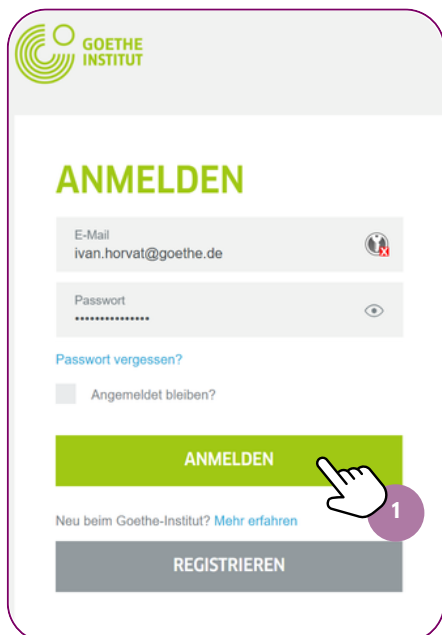 GOETHE
INSTITUT
ANMELDEN
E-Mail
ivan.horvat@goethe.de
Passwort
•••••••••••••••
Passwort vergessen?
Angemeldet bleiben?
ANMELDEN
1
Neu beim Goethe-Institut? Mehr erfahren
REGISTRIEREN